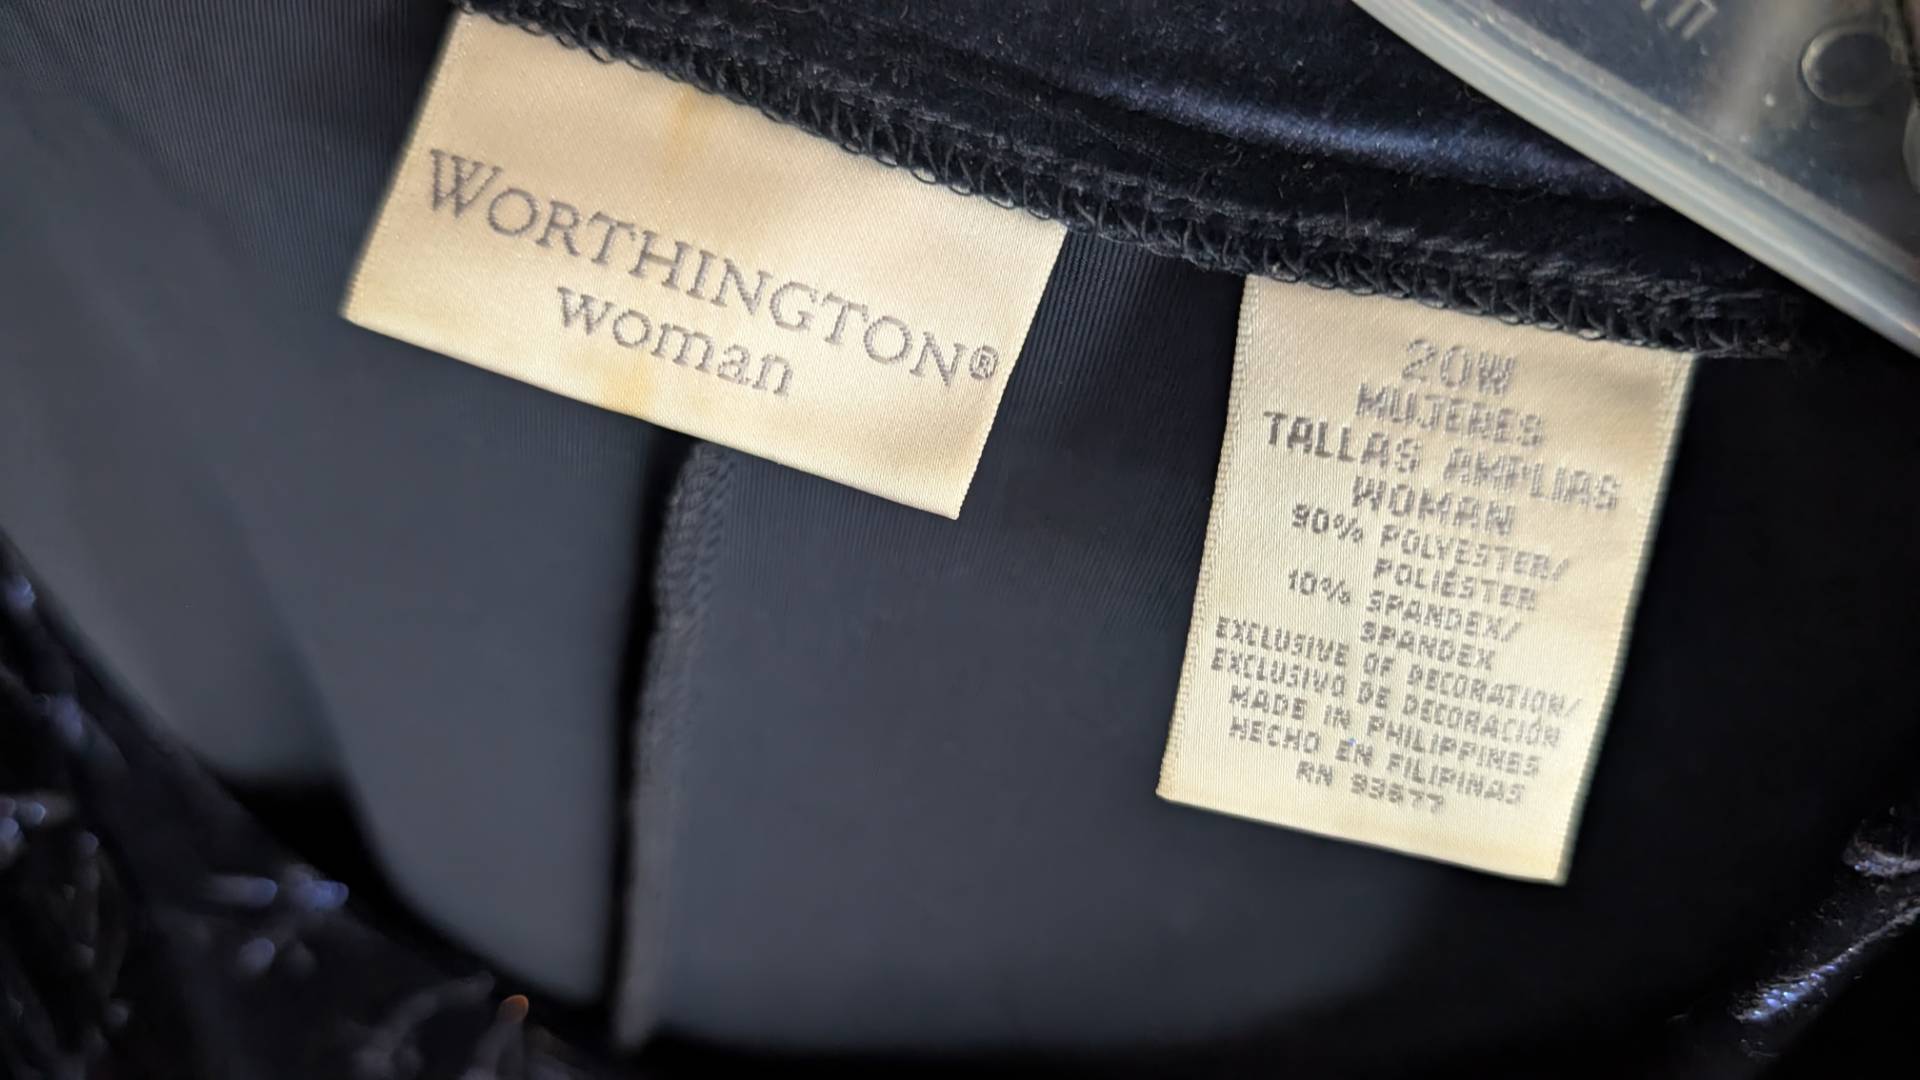 WORTHINGTON®
woman
20W
MUJERES
TALLAS AMPLIAS
WOMAN
90% POLYESTER/
POLIÉSTER
10% SPANDEX/
SPANDEX
EXCLUSIVE OF DECORATION/
EXCLUSIVO DE DECORACIÓN
MADE IN PHILIPPINES
HECHO EN FILIPINAS
RN 93677